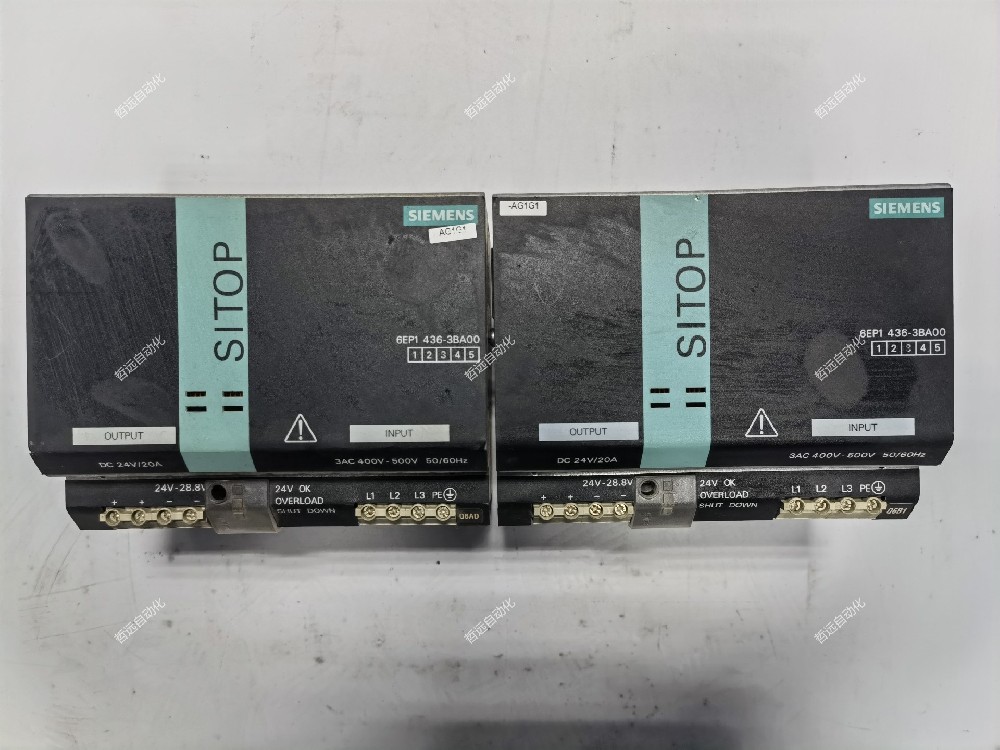 哲远自动化
哲远自动化
哲远自动化
SIEMENS
AG1G1
SITOP
6EP1 436-3BA00
1 2 3 4 5
哲远自动化
OUTPUT
INPUT
DC 24V/20A
3AC 400V-500V 50/60Hz
24V-28.8V
24V OK
OVERLOAD
SHUT DOWN
+ + - -
L1 L2 L3 PE
Q6A0
-AG1G1
SIEMENS
SITOP
6EP1 436-3BA00
1 2 3 4 5
哲远自动化
哲远自动化
OUTPUT
INPUT
DC 24V/20A
3AC 400V-500V 50/60Hz
24V-28.8V
24V OK
OVERLOAD
SHUT DOWN
+ + - -
L1 L2 L3 PE
Q6B1
哲远自动化
哲远自动化
哲远自动化